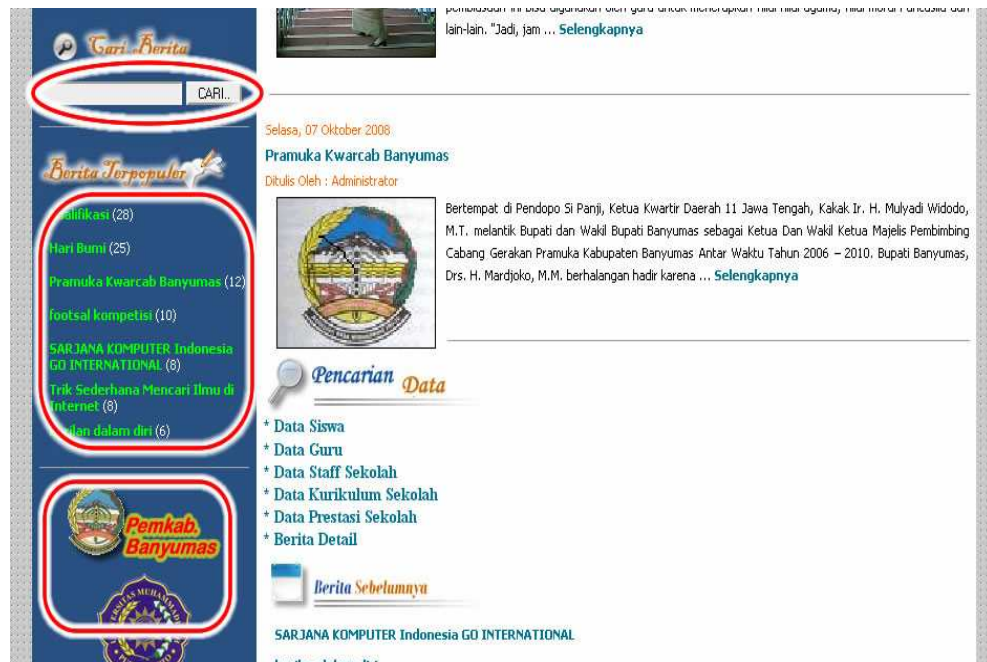 Cari Berita
CARI..
Berita Terpopuler
(28)
Hari Bumi (25)
Pramuka Kwarcab Banyumas (12)
footsal kompetisi (10)
SARJANA KOMPUTER Indonesia
GO INTERNATIONAL (8)
Trik Sederhana Mencari Ilmu di
Internet (8)
dalam diri (6)
Pemkab.
Banyumas
lain-lain. "Jadi, jam ... Selengkapnya
Selasa, 07 Oktober 2008
Pramuka Kwarcab Banyumas
Ditulis Oleh : Administrator
Bertempat di Pendopo Si Panji, Ketua Kwartir Daerah 11 Jawa Tengah, Kakak Ir. H. Mulyadi Widodo,
M.T. melantik Bupati dan Wakil Bupati Banyumas sebagai Ketua Dan Wakil Ketua Majelis Pembimbing
Cabang Gerakan Pramuka Kabupaten Banyumas Antar Waktu Tahun 2006 – 2010. Bupati Banyumas,
Drs. H. Mardjoko, M.M. berhalangan hadir karena ... Selengkapnya
Pencarian Data
* Data Siswa
* Data Guru
* Data Staff Sekolah
* Data Kurikulum Sekolah
* Data Prestasi Sekolah
* Berita Detail
Berita Sebelumnya
SARJANA KOMPUTER Indonesia GO INTERNATIONAL